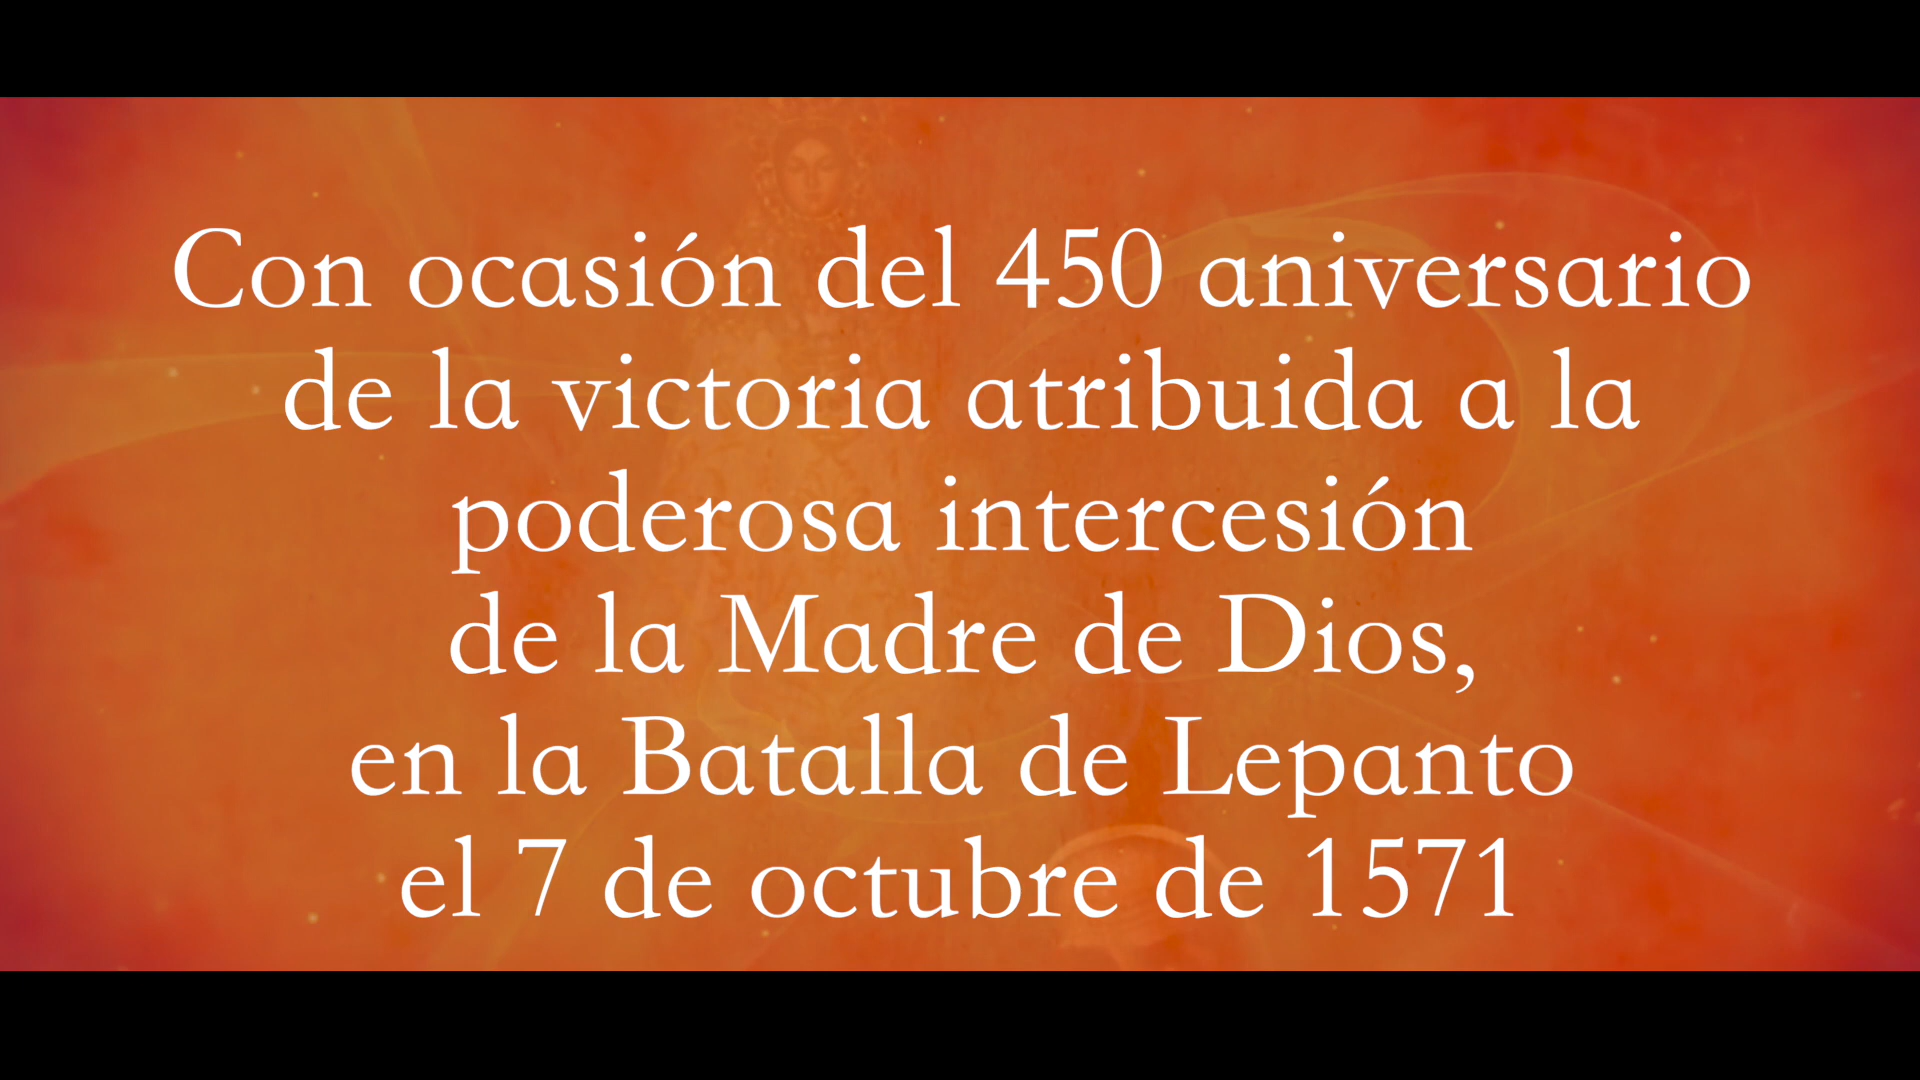 Con ocasión del 450 aniversario
de la victoria atribuida a la
poderosa intercesión
de la Madre de Dios,
en la Batalla de Lepanto
el 7 de octubre de 1571